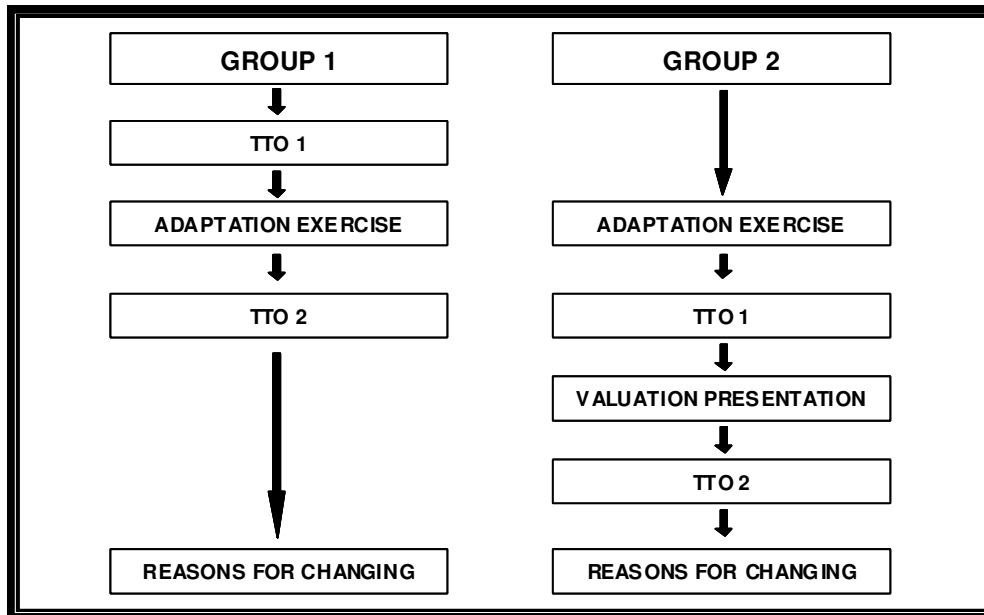 GROUP 1
TTO 1
ADAPTATION EXERCISE
TTO 2
REASONS FOR CHANGING
GROUP 2
ADAPTATION EXERCISE
TTO 1
VALUATION PRESENTATION
TTO 2
REASONS FOR CHANGING